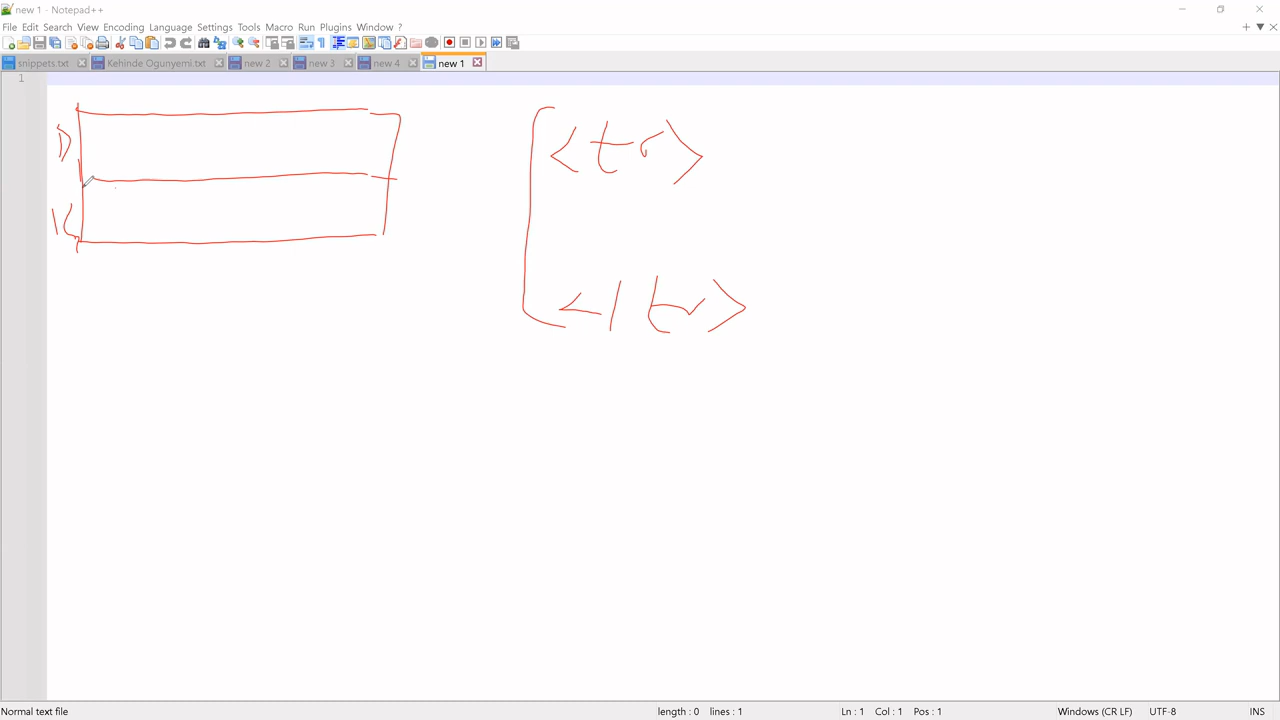 new 1 - Notepad++
File Edit Search View Encoding Language Settings Tools Macro Run Plugins Window ?
snippets.txt Kehinde Ogunyemi.txt new 2 new 3 new 4 new 1
1
<tr>
</tr>
Normal text file length : 0 lines : 1 Ln : 1 Col : 1 Pos : 1 Windows (CR LF) UTF-8 INS